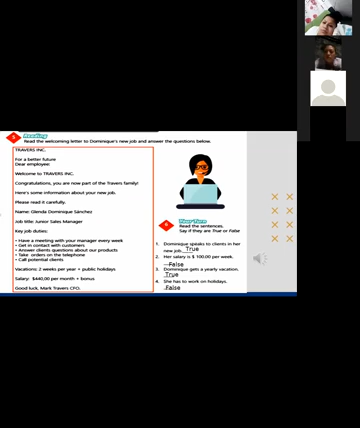 3 Reading
Read the welcoming letter to Dominique's new job and answer the questions below.
TRAVERS INC.
For a better future
Dear employee:
Welcome to TRAVERS INC.
Congratulations, you are now part of the Travers family!
Here's some information about your new job,
Please read it carefully.
Name: Glenda Dominique Sánchez
Job title: Junior Sales Manager
Key job duties:
• Have a meeting with your manager every week
• Get in contact with customers
• Answer clients questions about our products
• Take orders on the telephone
• Call potential clients
Vacations: 2 weeks per year + public holidays
Salary: $440,00 per month + bonus
Good luck, Mark Travers CFO.
Your Turn
Read the sentences.
Say if they are True or False
1. Dominique speaks to clients in her
new job. True
2. Her salary is $ 100.00 per week.
False
3. Dominique gets a yearly vacation.
True
4. She has to work on holidays.
False